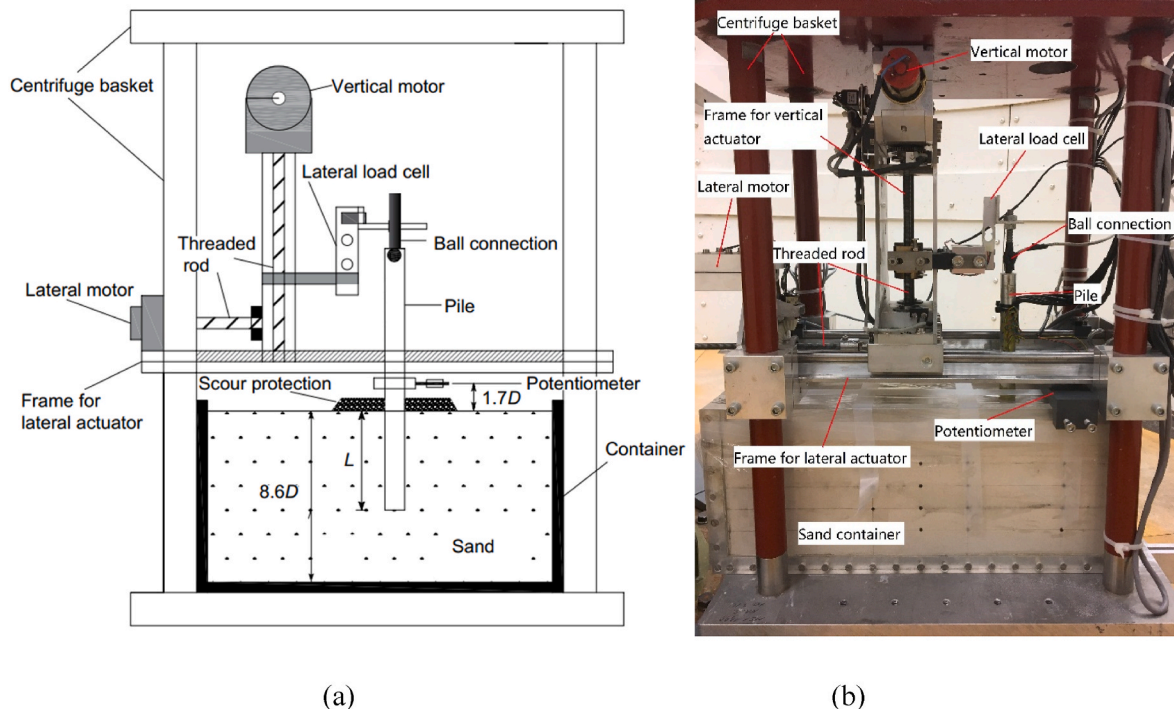 Centrifuge basket
Vertical motor
Lateral load cell
Ball connection
Threaded
rod
Lateral motor
Pile
Scour protection
Potentiometer
1.7D
Frame for
lateral actuator
L
8.6D
Container
Sand
(a)
Centrifuge basket
Vertical motor
Frame for vertical
actuator
Lateral load cell
Lateral motor
Ball connection
Threaded rod
Pile
Potentiometer
Frame for lateral actuator
Sand container
(b)